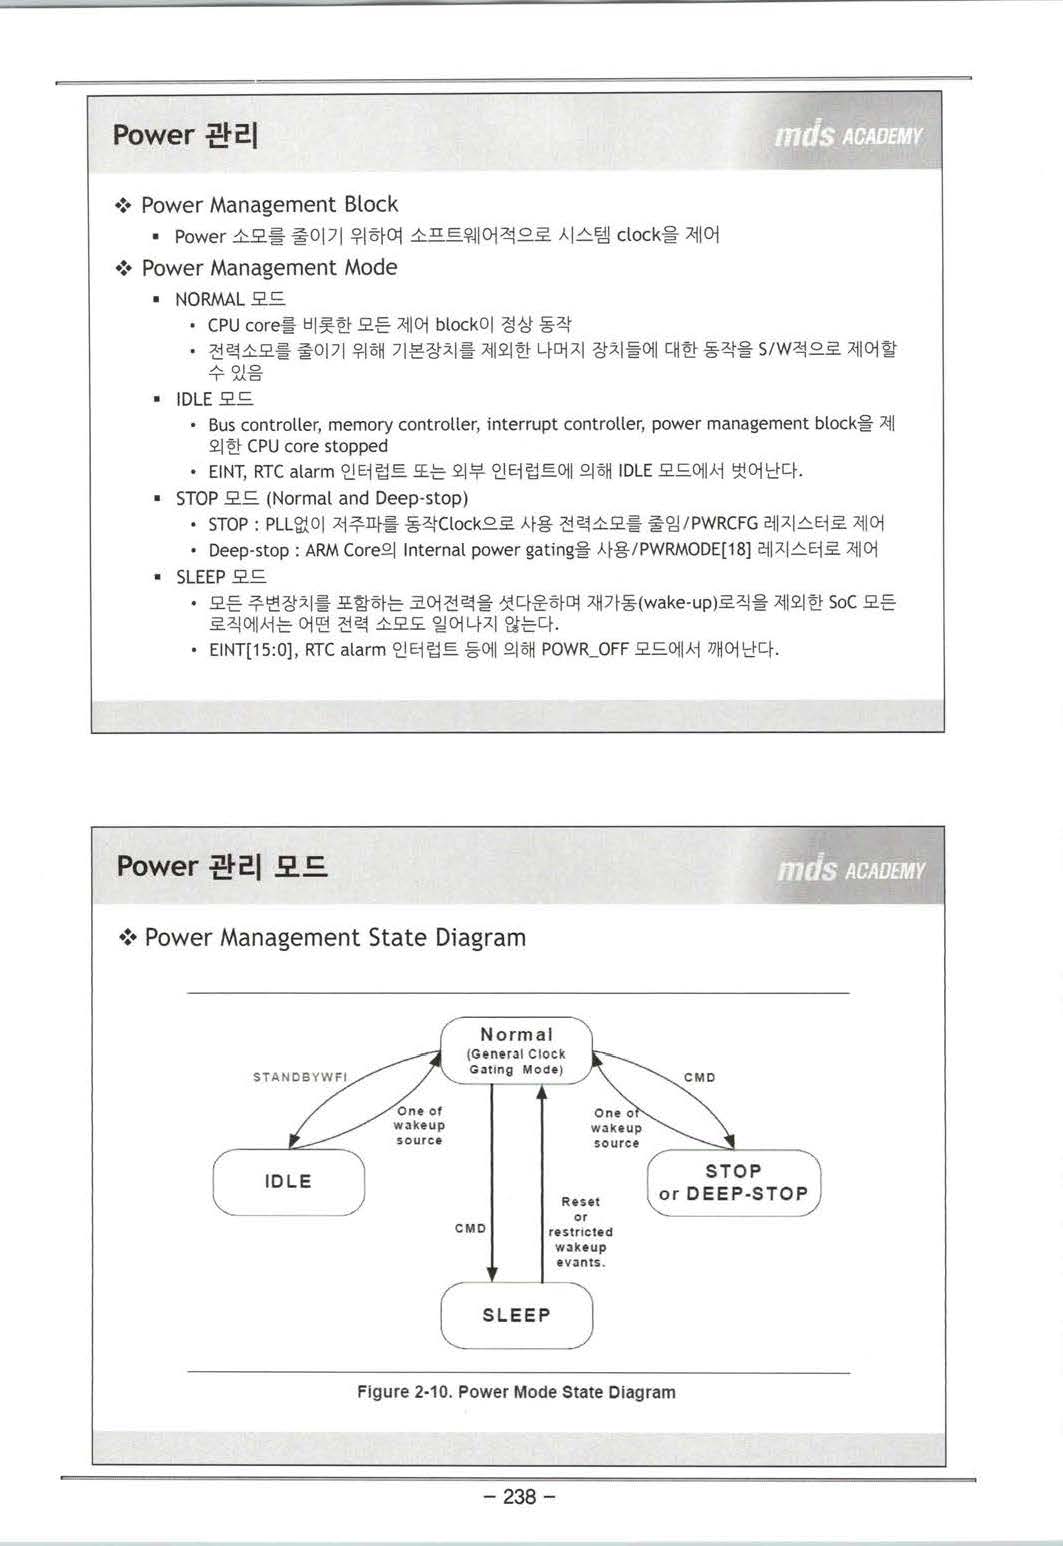 Power 관리
mds ACADEMY
❖ Power Management Block
▪ Power 소모를 줄이기 위하여 소프트웨어적으로 시스템 clock을 제어
❖ Power Management Mode
▪ NORMAL 모드
• CPU core를 비롯한 모든 제어 block이 정상 동작
• 전력소모를 줄이기 위해 기본장치를 제외한 나머지 장치들에 대한 동작을 S/W적으로 제어할
수 있음
▪ IDLE 모드
• Bus controller, memory controller, interrupt controller, power management block을 제
외한 CPU core stopped
• EINT, RTC alarm 인터럽트 또는 외부 인터럽트에 의해 IDLE 모드에서 벗어난다.
▪ STOP 모드 (Normal and Deep-stop)
• STOP : PLL없이 저주파를 동작Clock으로 사용 전력소모를 줄임/PWRCFG 레지스터로 제어
• Deep-stop : ARM Core의 Internal power gating을 사용/PWRMODE[18] 레지스터로 제어
▪ SLEEP 모드
• 모든 주변장치를 포함하는 코어전력을 셧다운하며 재가동(wake-up)로직을 제외한 SoC 모든
로직에서는 어떤 전력 소모도 일어나지 않는다.
• EINT[15:0], RTC alarm 인터럽트 등에 의해 POWR_OFF 모드에서 깨어난다.
Power 관리 모드
mds ACADEMY
❖ Power Management State Diagram
Normal
(General Clock
Gating Mode)
STANDBYWFI
CMD
One of
wakeup
source
One of
wakeup
source
IDLE
STOP
or DEEP-STOP
CMD
Reset
or
restricted
wakeup
evants.
SLEEP
Figure 2-10. Power Mode State Diagram
- 238 -